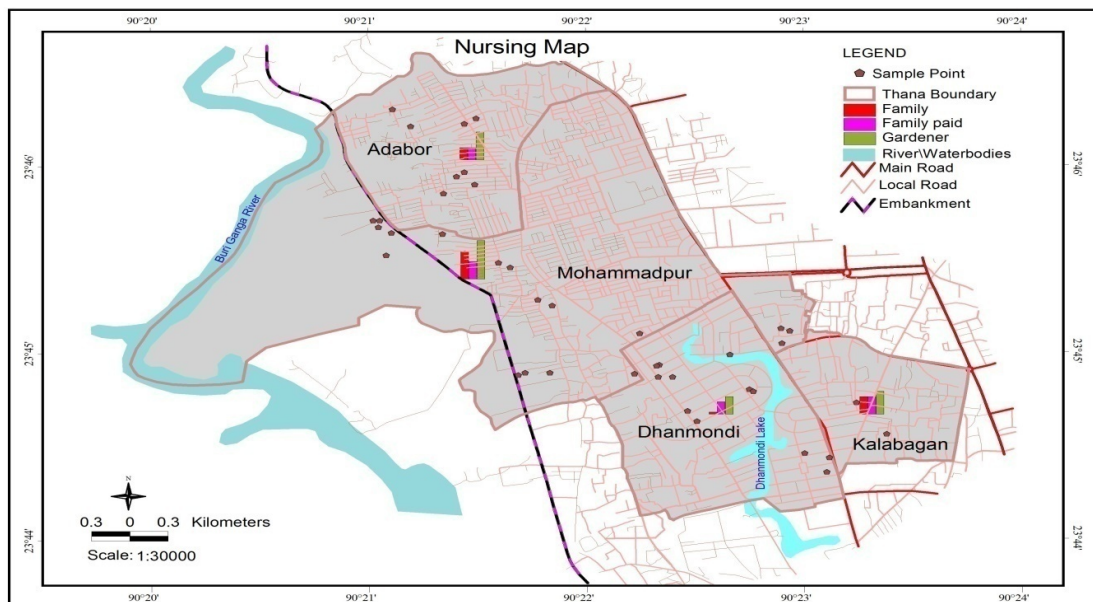 90°20' 90°21' 90°22' 90°23' 90°24'
Nursing Map
LEGEND
Sample Point
Thana Boundary
Family
Family paid
Gardener
River\Waterbodies
Main Road
Local Road
Embankment
23°46' 23°46'
Adabor
Buri Ganga River
Mohammadpur
23°45' 23°45'
Dhanmondi
Dhanmondi Lake
Kalabagan
N
0.3 0 0.3 Kilometers
Scale: 1:30000
23°44' 23°44'
90°20' 90°21' 90°22' 90°23' 90°24'